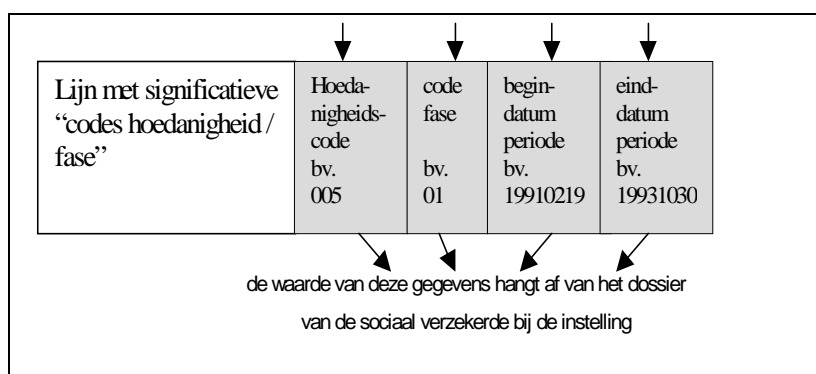 Lijn met significatieve
“codes hoedanigheid /
fase”
Hoeda-
nigheids-
code
bv.
005
code
fase
bv.
01
begin-
datum
periode
bv.
19910219
eind-
datum
periode
bv.
19931030
de waarde van deze gegevens hangt af van het dossier
van de sociaal verzekerde bij de instelling